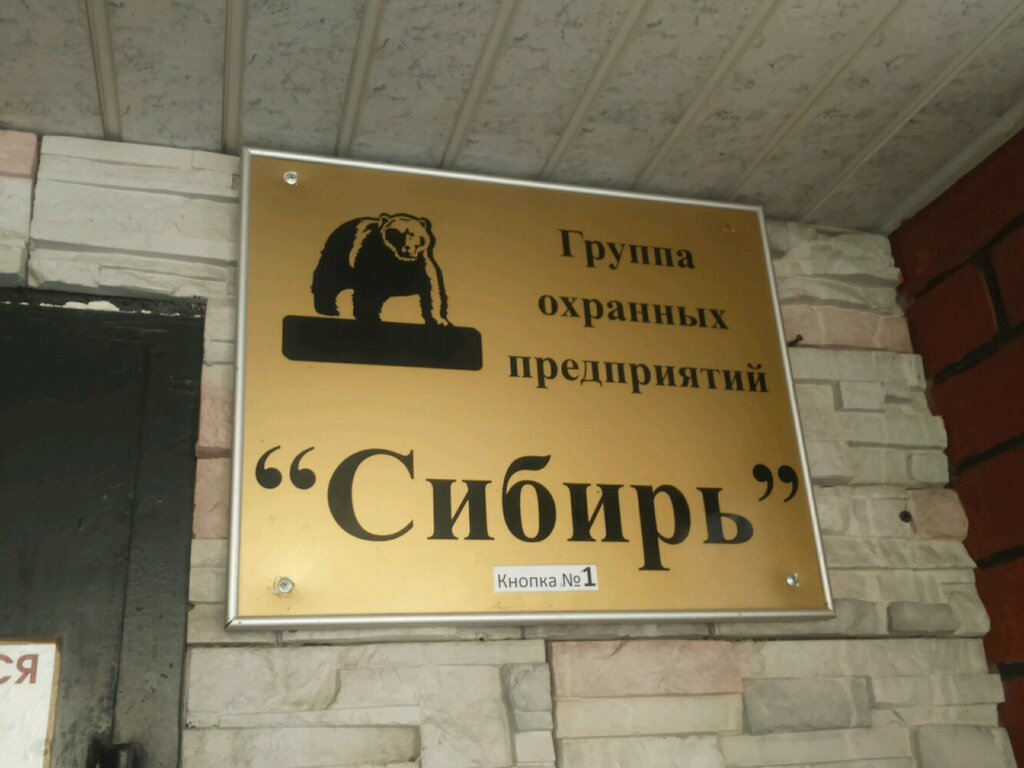 Группа
охранных
предприятий
“Сибирь”
Кнопка №1
ся